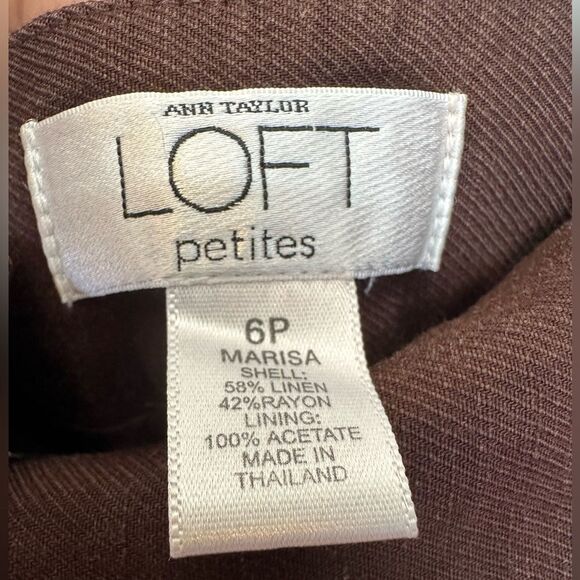 ANN TAYLOR
LOFT
petites
6P
MARISA
SHELL:
58% LINEN
42%RAYON
LINING:
100% ACETATE
MADE IN
THAILAND